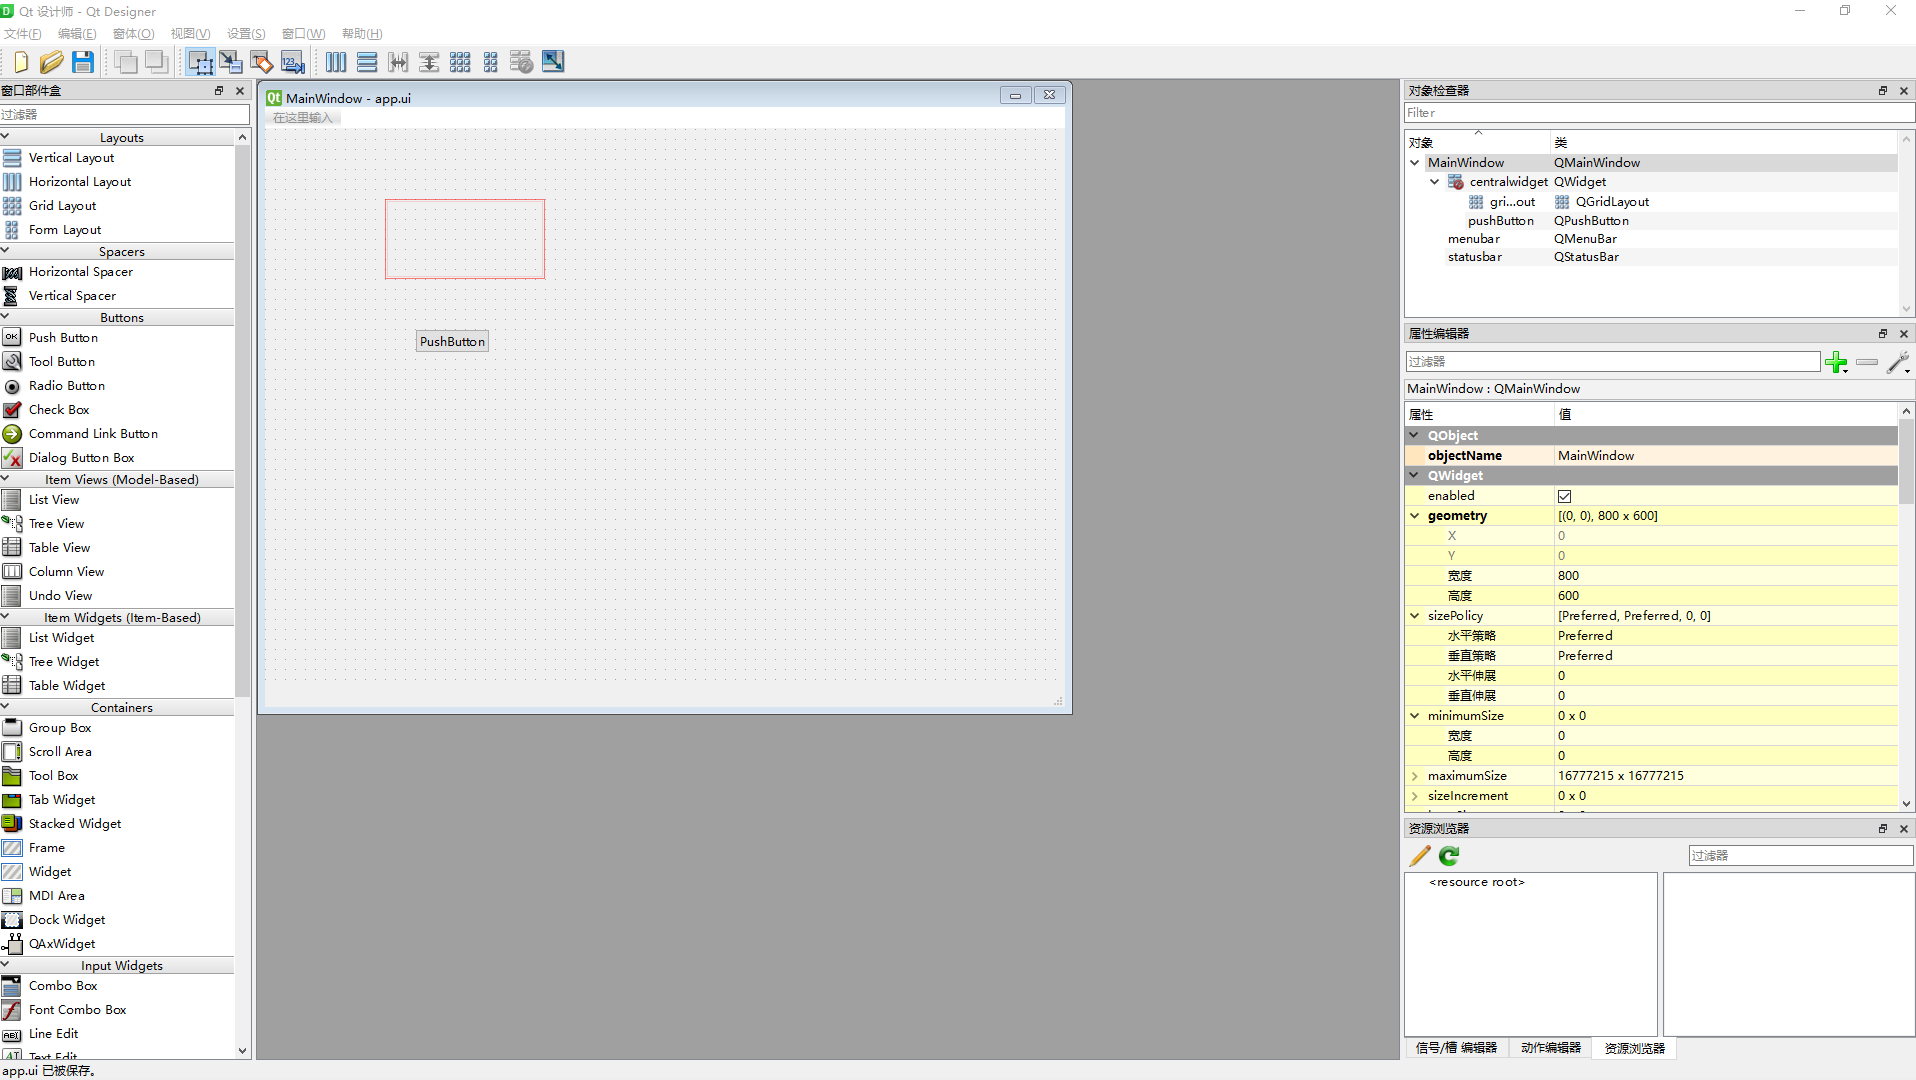 Qt 设计师 - Qt Designer
文件(F) 编辑(E) 窗体(O) 视图(V) 设置(S) 窗口(W) 帮助(H)
窗口部件盒
过滤器
Layouts
Vertical Layout
Horizontal Layout
Grid Layout
Form Layout
Spacers
Horizontal Spacer
Vertical Spacer
Buttons
Push Button
Tool Button
Radio Button
Check Box
Command Link Button
Dialog Button Box
Item Views (Model-Based)
List View
Tree View
Table View
Column View
Undo View
Item Widgets (Item-Based)
List Widget
Tree Widget
Table Widget
Containers
Group Box
Scroll Area
Tool Box
Tab Widget
Stacked Widget
Frame
Widget
MDI Area
Dock Widget
QAxWidget
Input Widgets
Combo Box
Font Combo Box
Line Edit
Text Edit
MainWindow - app.ui
在这里输入
PushButton
对象检查器
Filter
对象 类
MainWindow QMainWindow
centralwidget QWidget
gri...out QGridLayout
pushButton QPushButton
menubar QMenuBar
statusbar QStatusBar
属性编辑器
过滤器
MainWindow : QMainWindow
属性 值
QObject
objectName MainWindow
QWidget
enabled
geometry [(0, 0), 800 x 600]
X 0
Y 0
宽度 800
高度 600
sizePolicy [Preferred, Preferred, 0, 0]
水平策略 Preferred
垂直策略 Preferred
水平伸展 0
垂直伸展 0
minimumSize 0 x 0
宽度 0
高度 0
maximumSize 16777215 x 16777215
sizeIncrement 0 x 0
资源浏览器
过滤器
<resource root>
信号/槽 编辑器 动作编辑器 资源浏览器
app.ui 已被保存。